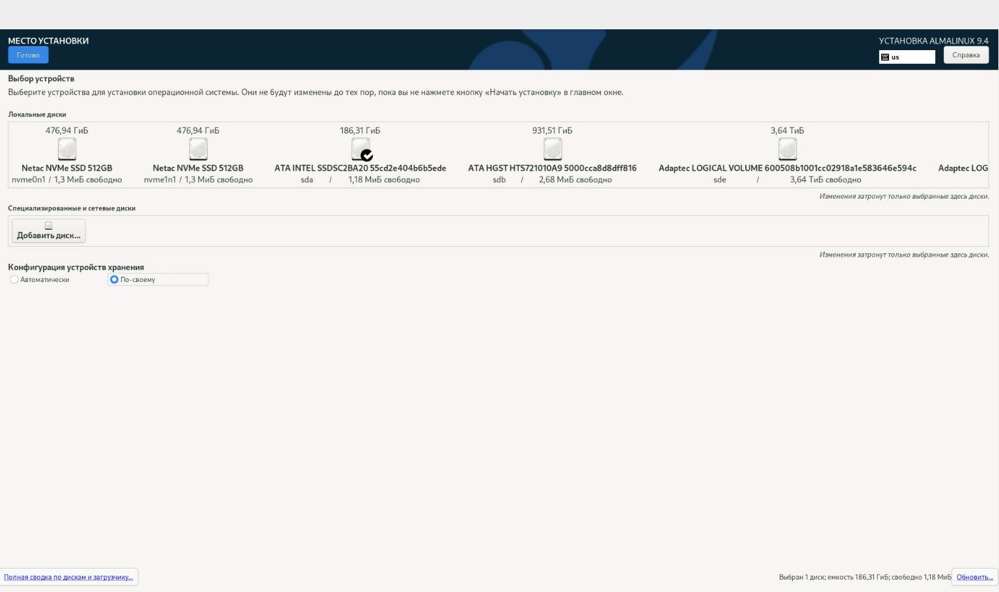 МЕСТО УСТАНОВКИ
УСТАНОВКА ALMALINUX 9.4
Готово
us
Справка
Выбор устройств
Выберите устройства для установки операционной системы. Они не будут изменены до тех пор, пока вы не нажмете кнопку «Начать установку» в главном окне.
Локальные диски
476,94 ГиБ 476,94 ГиБ 186,31 ГиБ 931,51 ГиБ 3,64 ТиБ
Netac NVMe SSD 512GB Netac NVMe SSD 512GB ATA INTEL SSDSC2BA20 55cd2e404b6b5ede ATA HGST HTS721010A9 5000cca8d8dff816 Adaptec LOGICAL VOLUME 600508b1001cc02918a1e583646e594c Adaptec LOG
nvme0n1 / 1,3 МиБ свободно nvme1n1 / 1,3 МиБ свободно sda / 1,18 МиБ свободно sdb / 2,68 МиБ свободно sde / 3,64 ТиБ свободно
Изменения затронут только выбранные здесь диски.
Специализированные и сетевые диски
Добавить диск...
Изменения затронут только выбранные здесь диски.
Конфигурация устройств хранения
Автоматически По-своему
Полная сводка по дискам и загрузчику... Выбран 1 диск; емкость 186,31 ГиБ; свободно 1,18 МиБ Обновить...